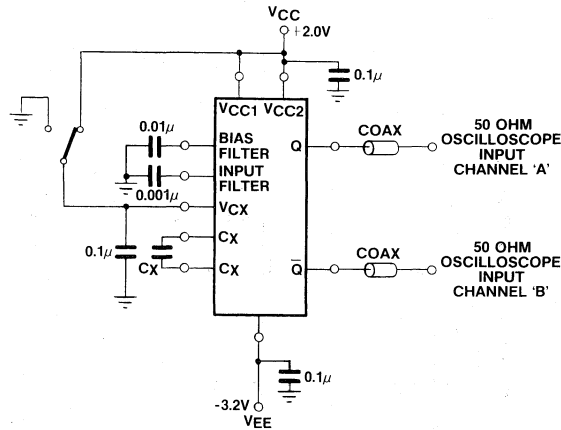 VCC
+2.0V
0.1μ
VCC1 VCC2
0.01μ
BIAS
FILTER
INPUT
FILTER
0.001μ
VCX
CX
0.1μ
CX
CX
Q
COAX
50 OHM
OSCILLOSCOPE
INPUT
CHANNEL 'A'
Q̅
COAX
50 OHM
OSCILLOSCOPE
INPUT
CHANNEL 'B'
0.1μ
-3.2V
VEE